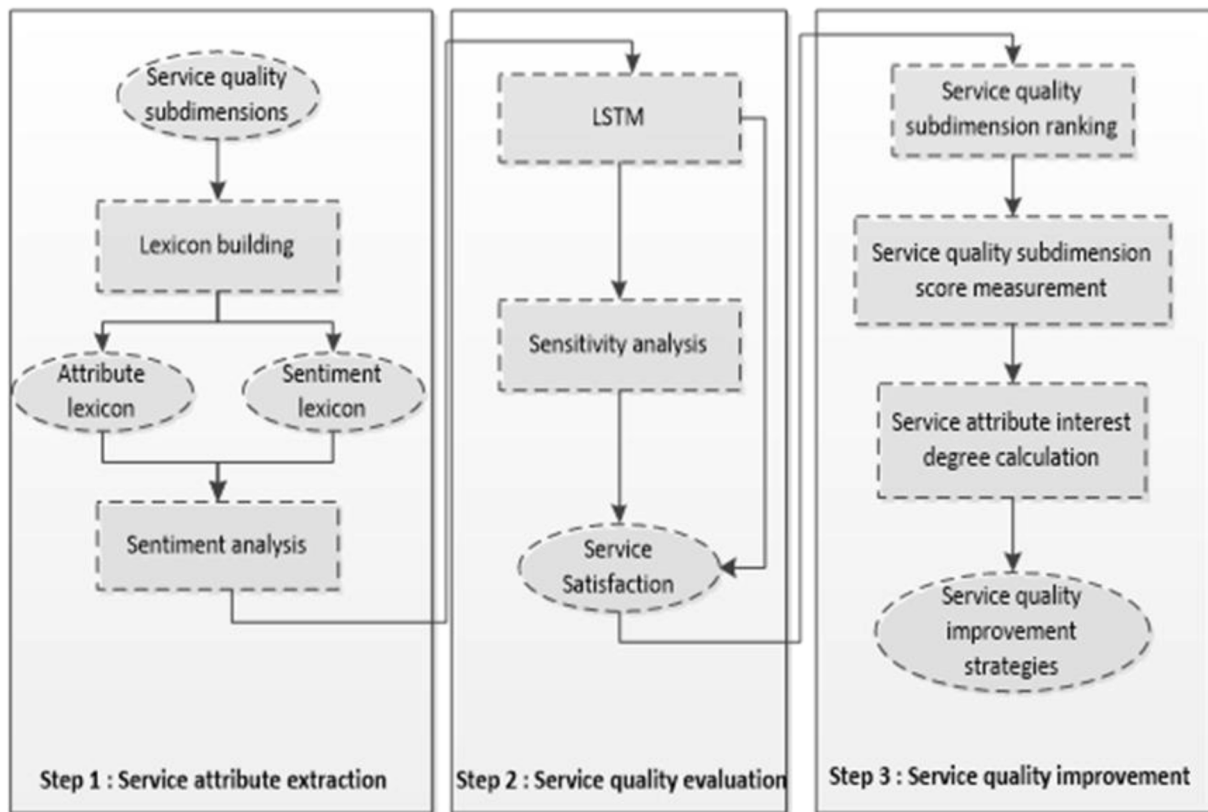 Service quality
subdimensions
Lexicon building
Attribute
lexicon
Sentiment
lexicon
Sentiment analysis
Step 1 : Service attribute extraction
LSTM
Sensitivity analysis
Service
Satisfaction
Step 2 : Service quality evaluation
Service quality
subdimension ranking
Service quality subdimension
score measurement
Service attribute interest
degree calculation
Service quality
improvement
strategies
Step 3 : Service quality improvement